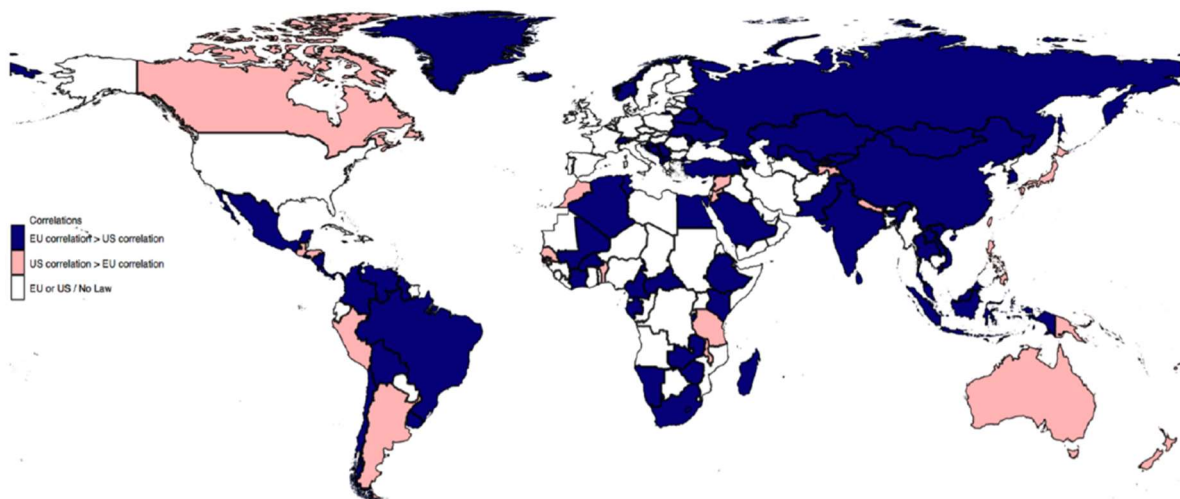 Correlations
EU correlation > US correlation
US correlation > EU correlation
EU or US / No Law